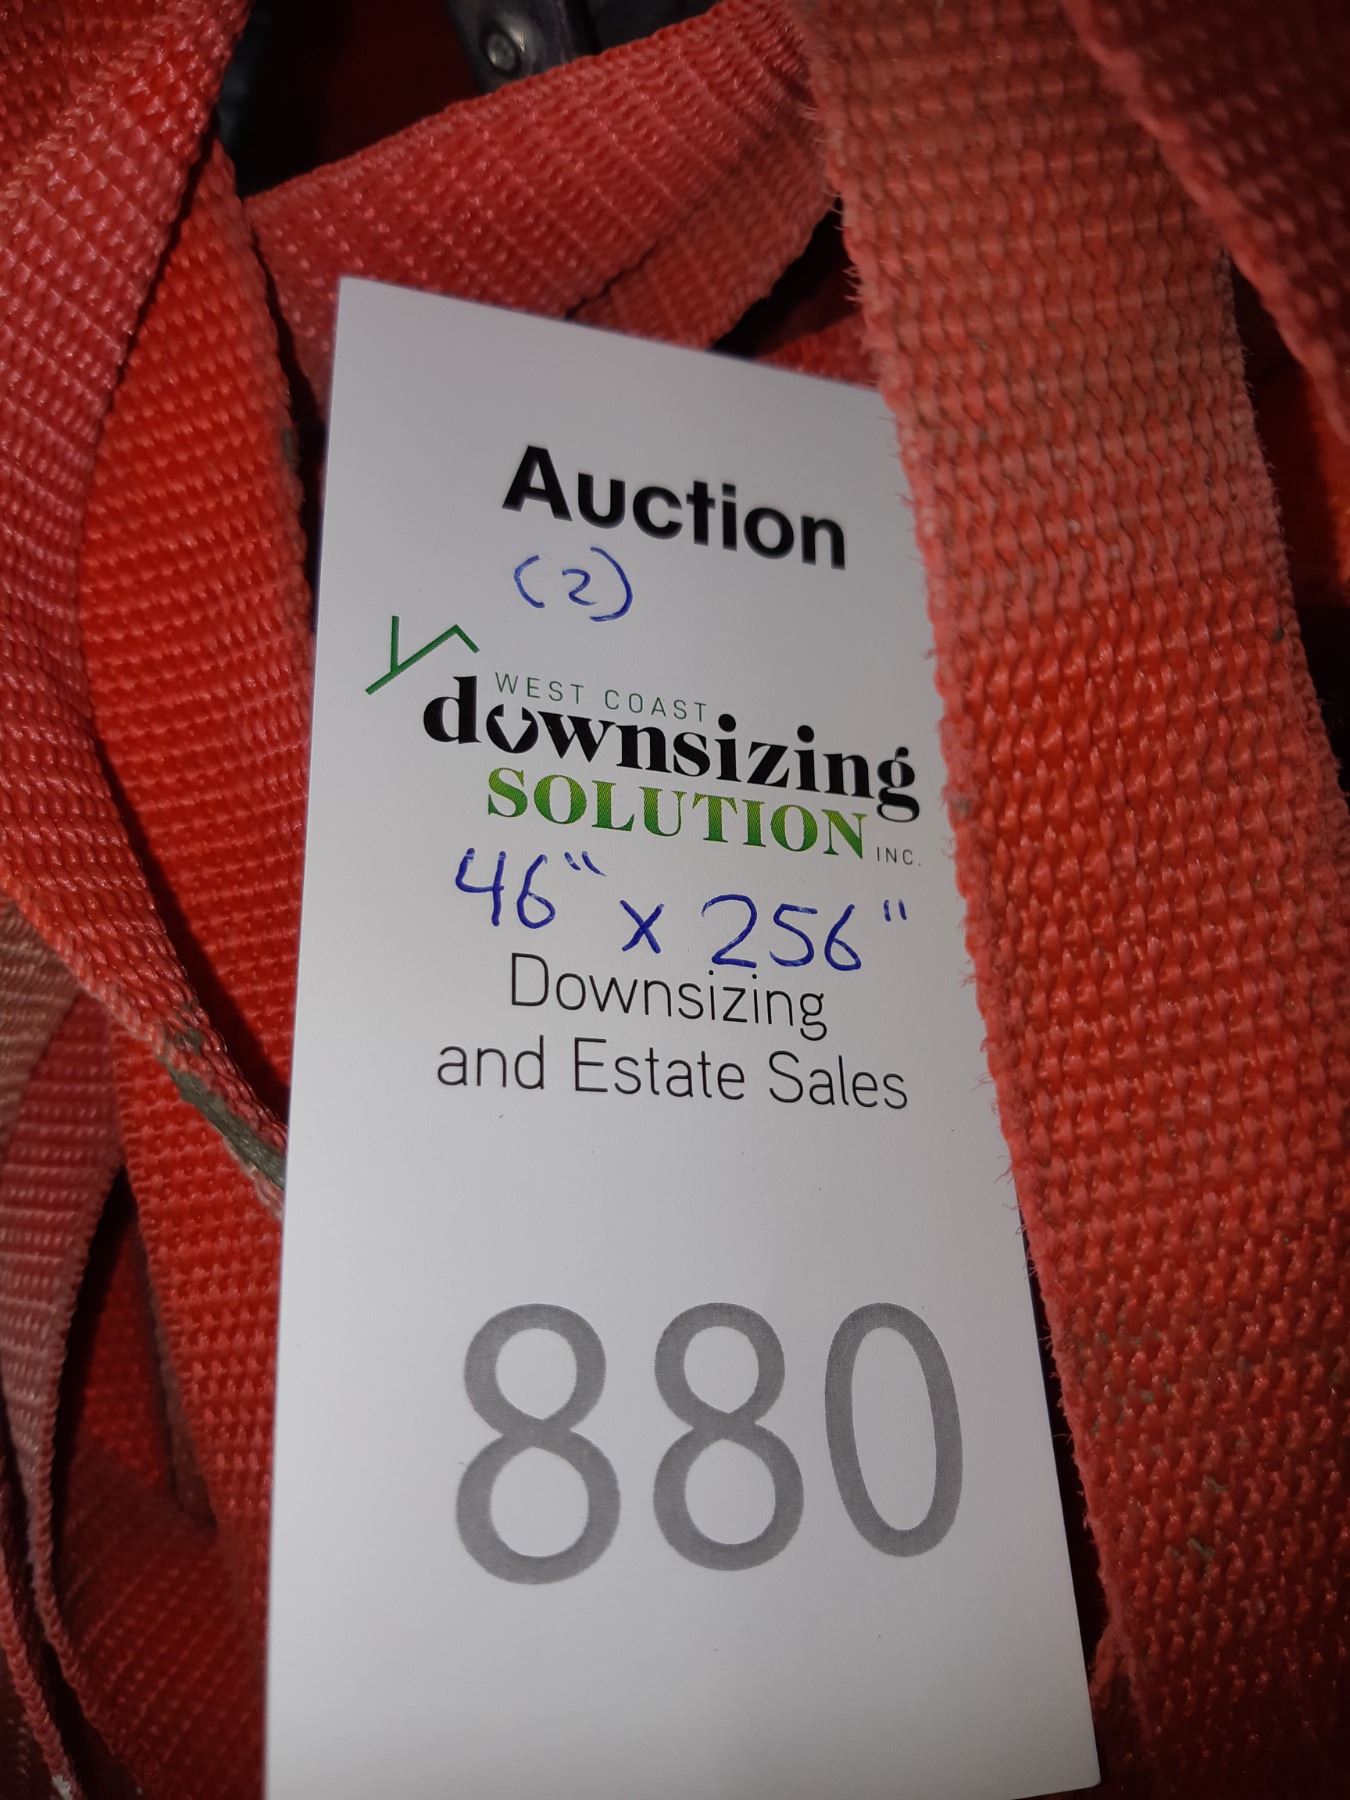 Auction
(2)
WEST COAST
downsizing
SOLUTION INC.
46" x 256"
Downsizing
and Estate Sales
880